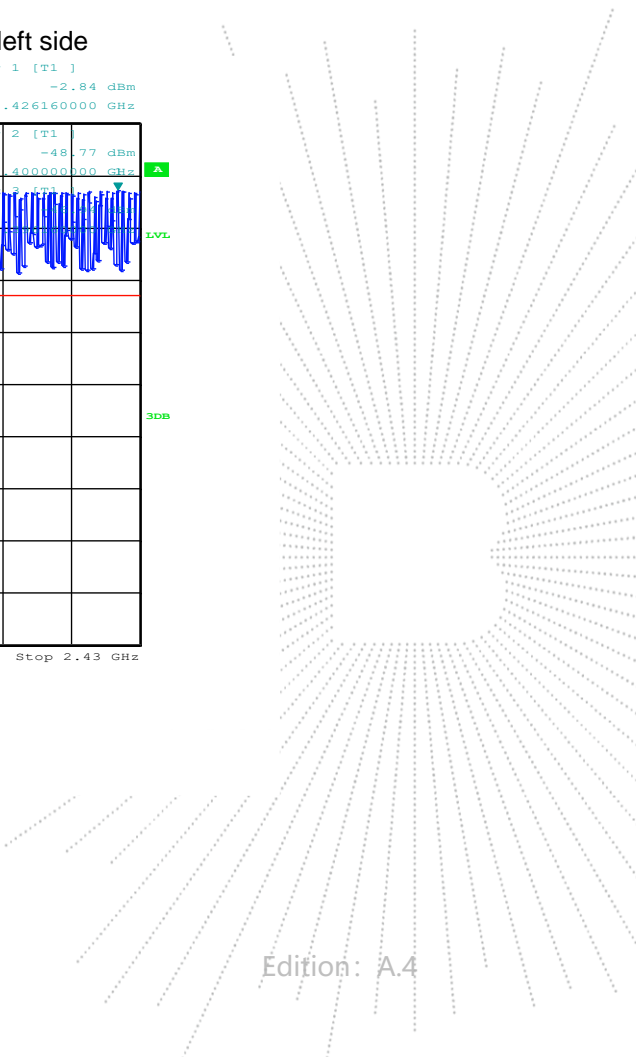 left side
1 [T1 ]
-2.84 dBm
.426160000 GHz
2 [T1 ]
-48.77 dBm
.400000000 GHz
A
1
3 [T1 ]
LVL
3DB
Stop 2.43 GHz
Edition： A.4